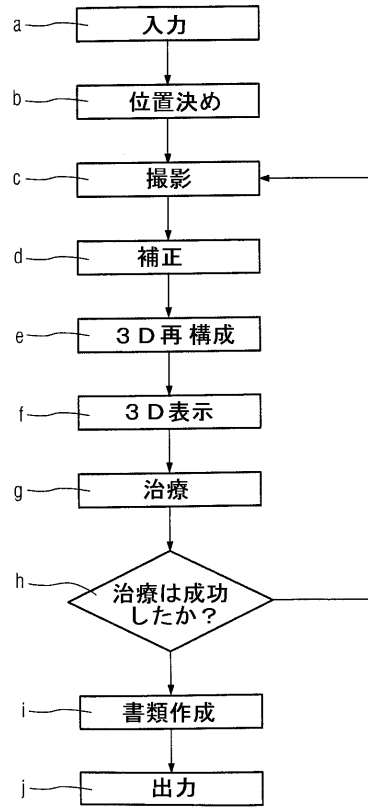 a 入力
b 位置決め
c 撮影
d 補正
e 3D再構成
f 3D表示
g 治療
h 治療は成功
したか?
i 書類作成
j 出力